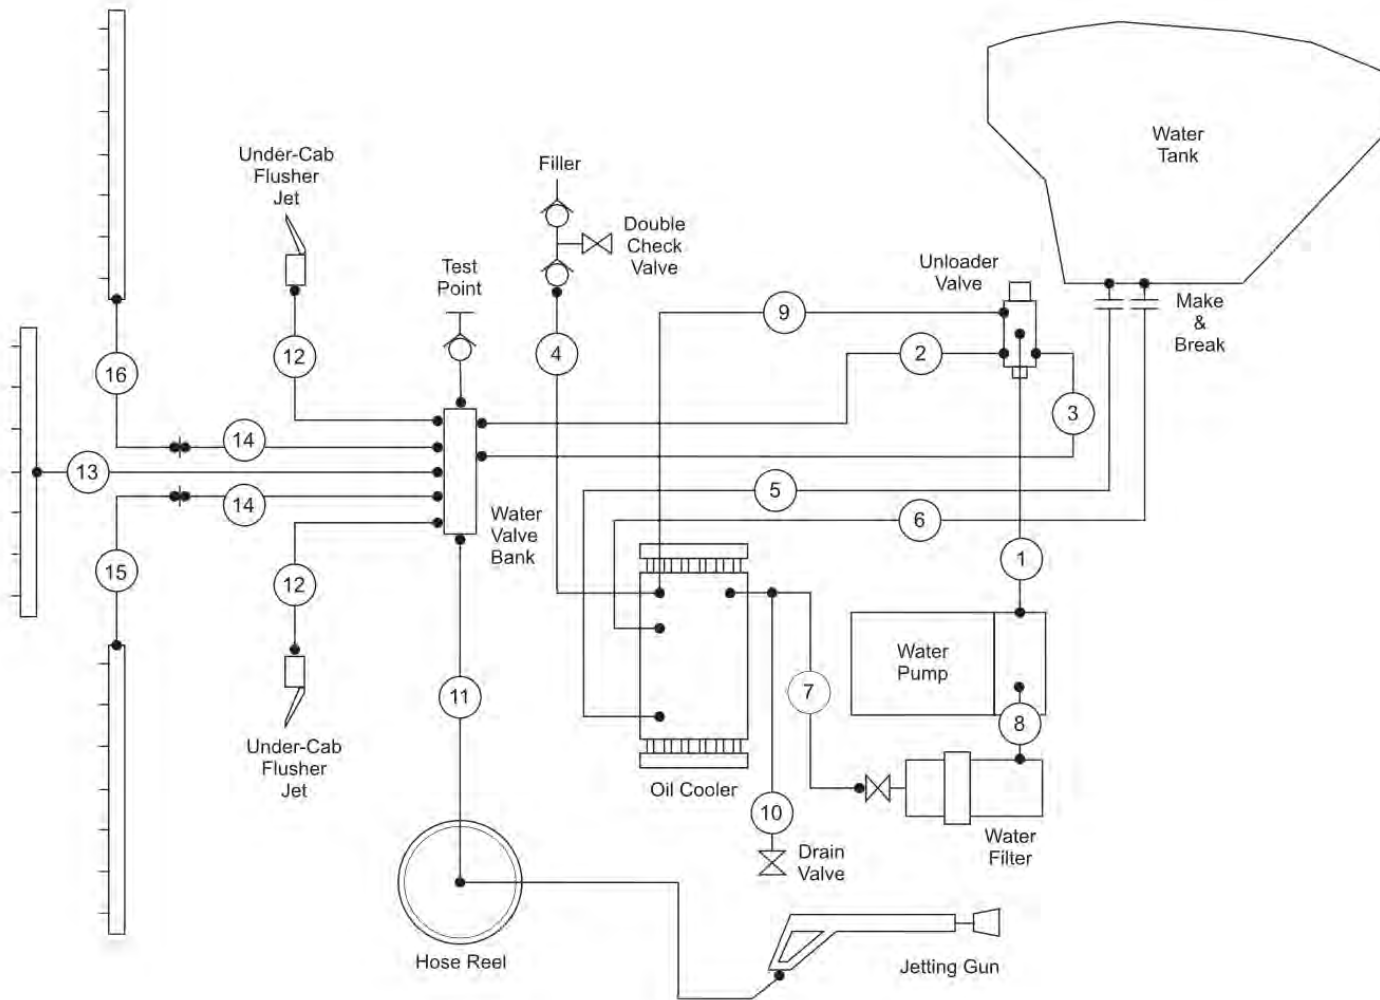 Water
Tank
Under-Cab
Flusher
Jet
Filler
Double
Check
Valve
Test
Point
Unloader
Valve
Make
&
Break
9
4
2
12
16
3
14
13
5
14
6
Water
Valve
Bank
1
15
12
Water
Pump
7
11
8
Under-Cab
Flusher
Jet
Oil Cooler
10
Drain
Valve
Water
Filter
Hose Reel
Jetting Gun